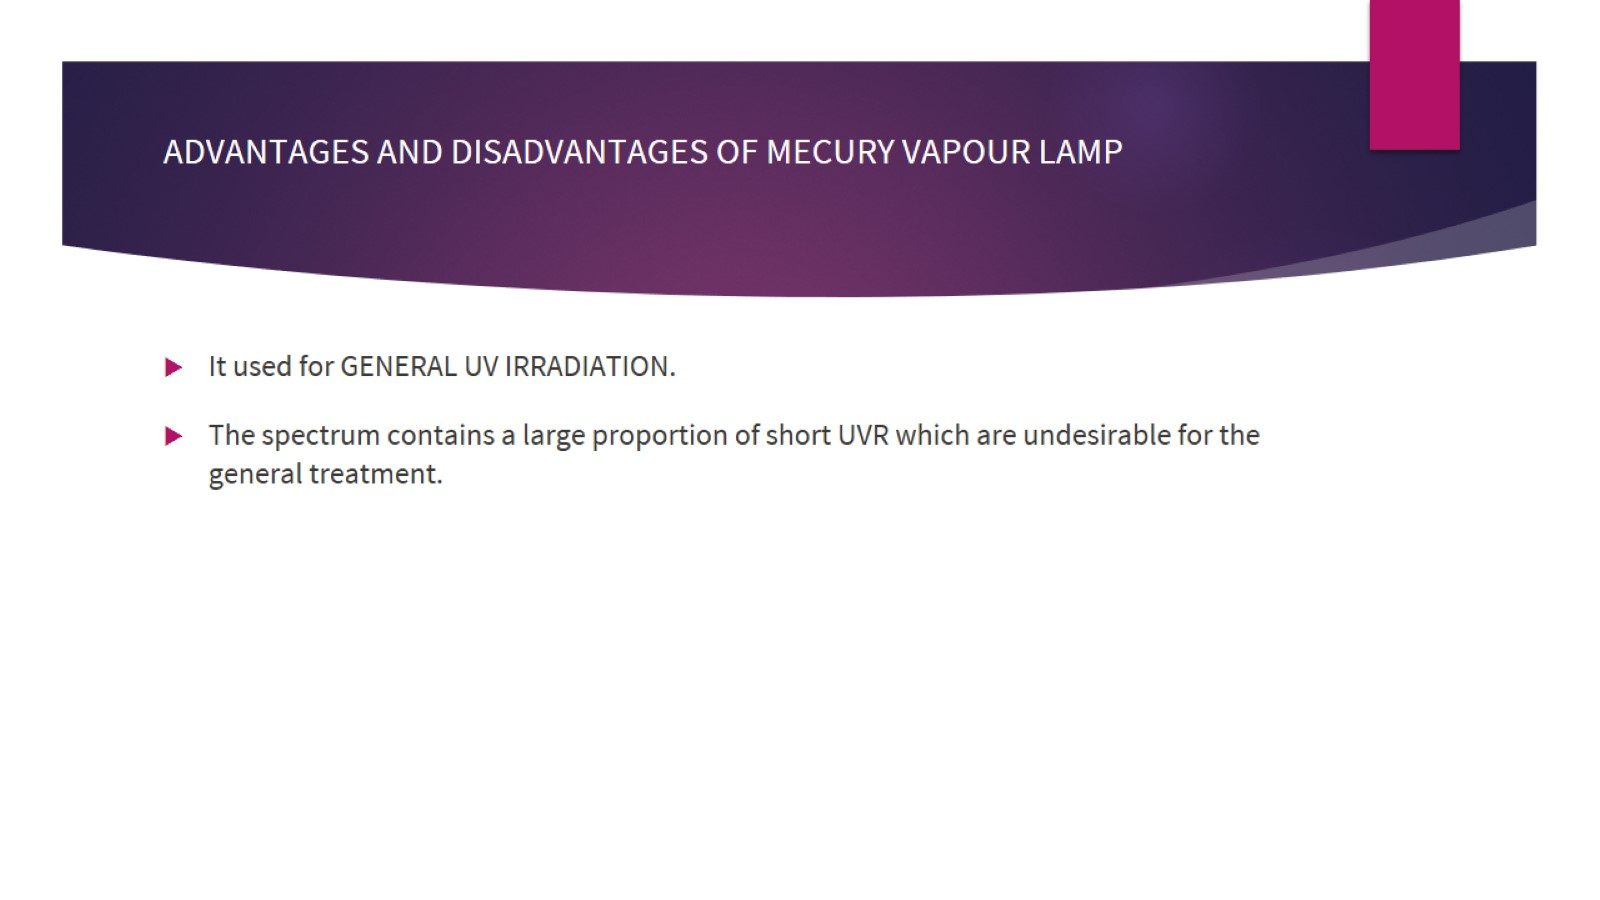 ADVANTAGES AND DISADVANTAGES OF MECURY VAPOUR LAMP
It used for GENERAL UV IRRADIATION.
The spectrum contains a large proportion of short UVR which are undesirable for the
general treatment.